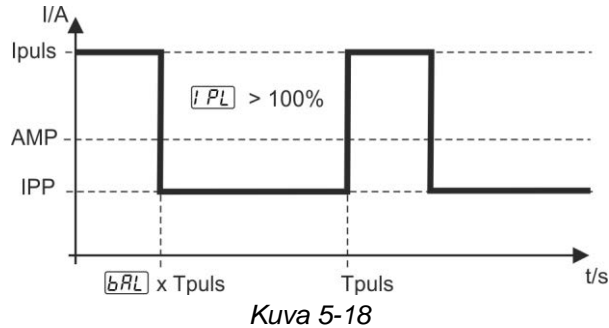 I/A
Ipuls
IPL > 100%
AMP
IPP
bAL x Tpuls
Tpuls
t/s
Kuva 5-18